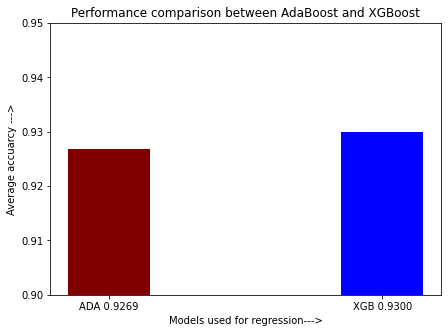 Performance comparison between AdaBoost and XGBoost
Average accuarcy --->
0.95
0.94
0.93
0.92
0.91
0.90
ADA 0.9269
XGB 0.9300
Models used for regression--->